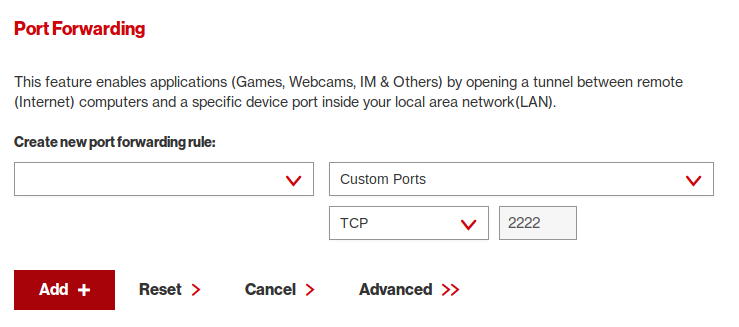 Port Forwarding
This feature enables applications (Games, Webcams, IM & Others) by opening a tunnel between remote
(Internet) computers and a specific device port inside your local area network(LAN).
Create new port forwarding rule:
Custom Ports
TCP 2222
Add + Reset Cancel Advanced